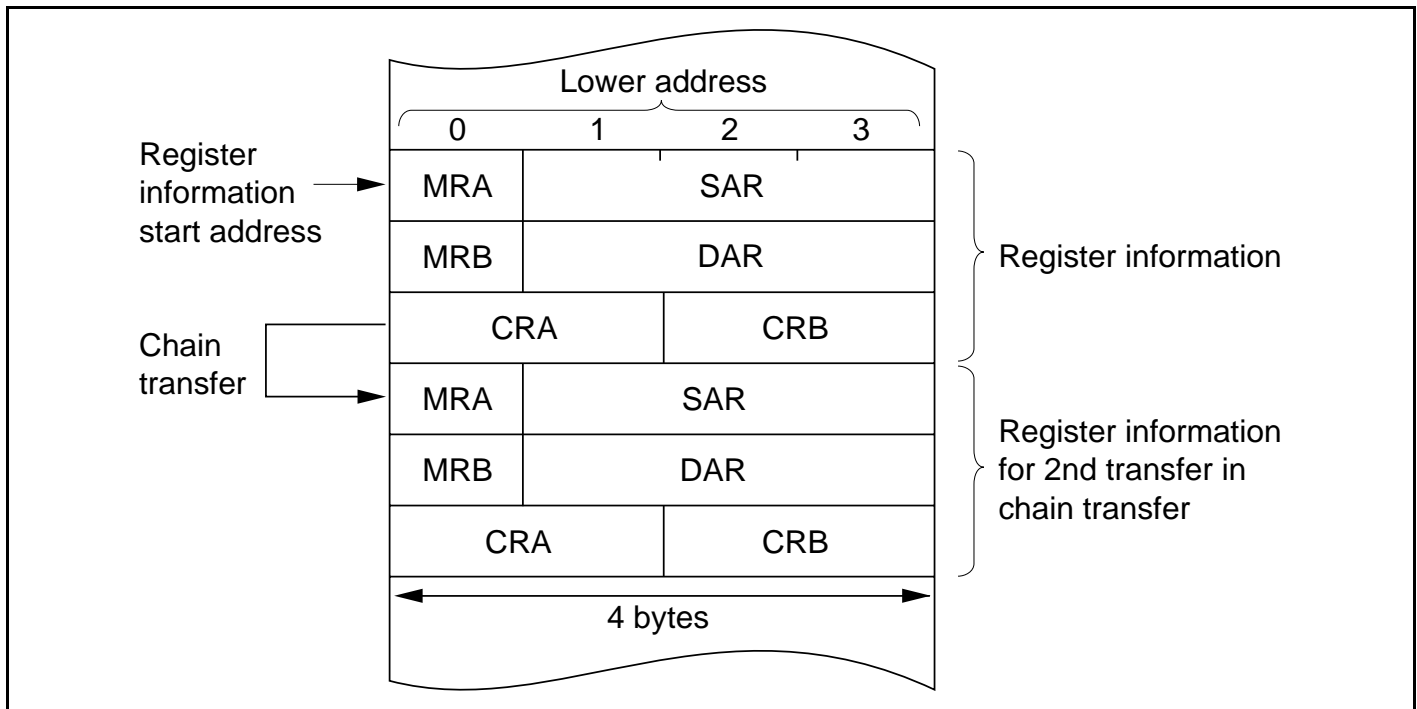 Lower address
0 1 2 3
Register
information
start address
MRA SAR
MRB DAR
Register information
CRA CRB
Chain
transfer
MRA SAR
MRB DAR
Register information
for 2nd transfer in
chain transfer
CRA CRB
4 bytes